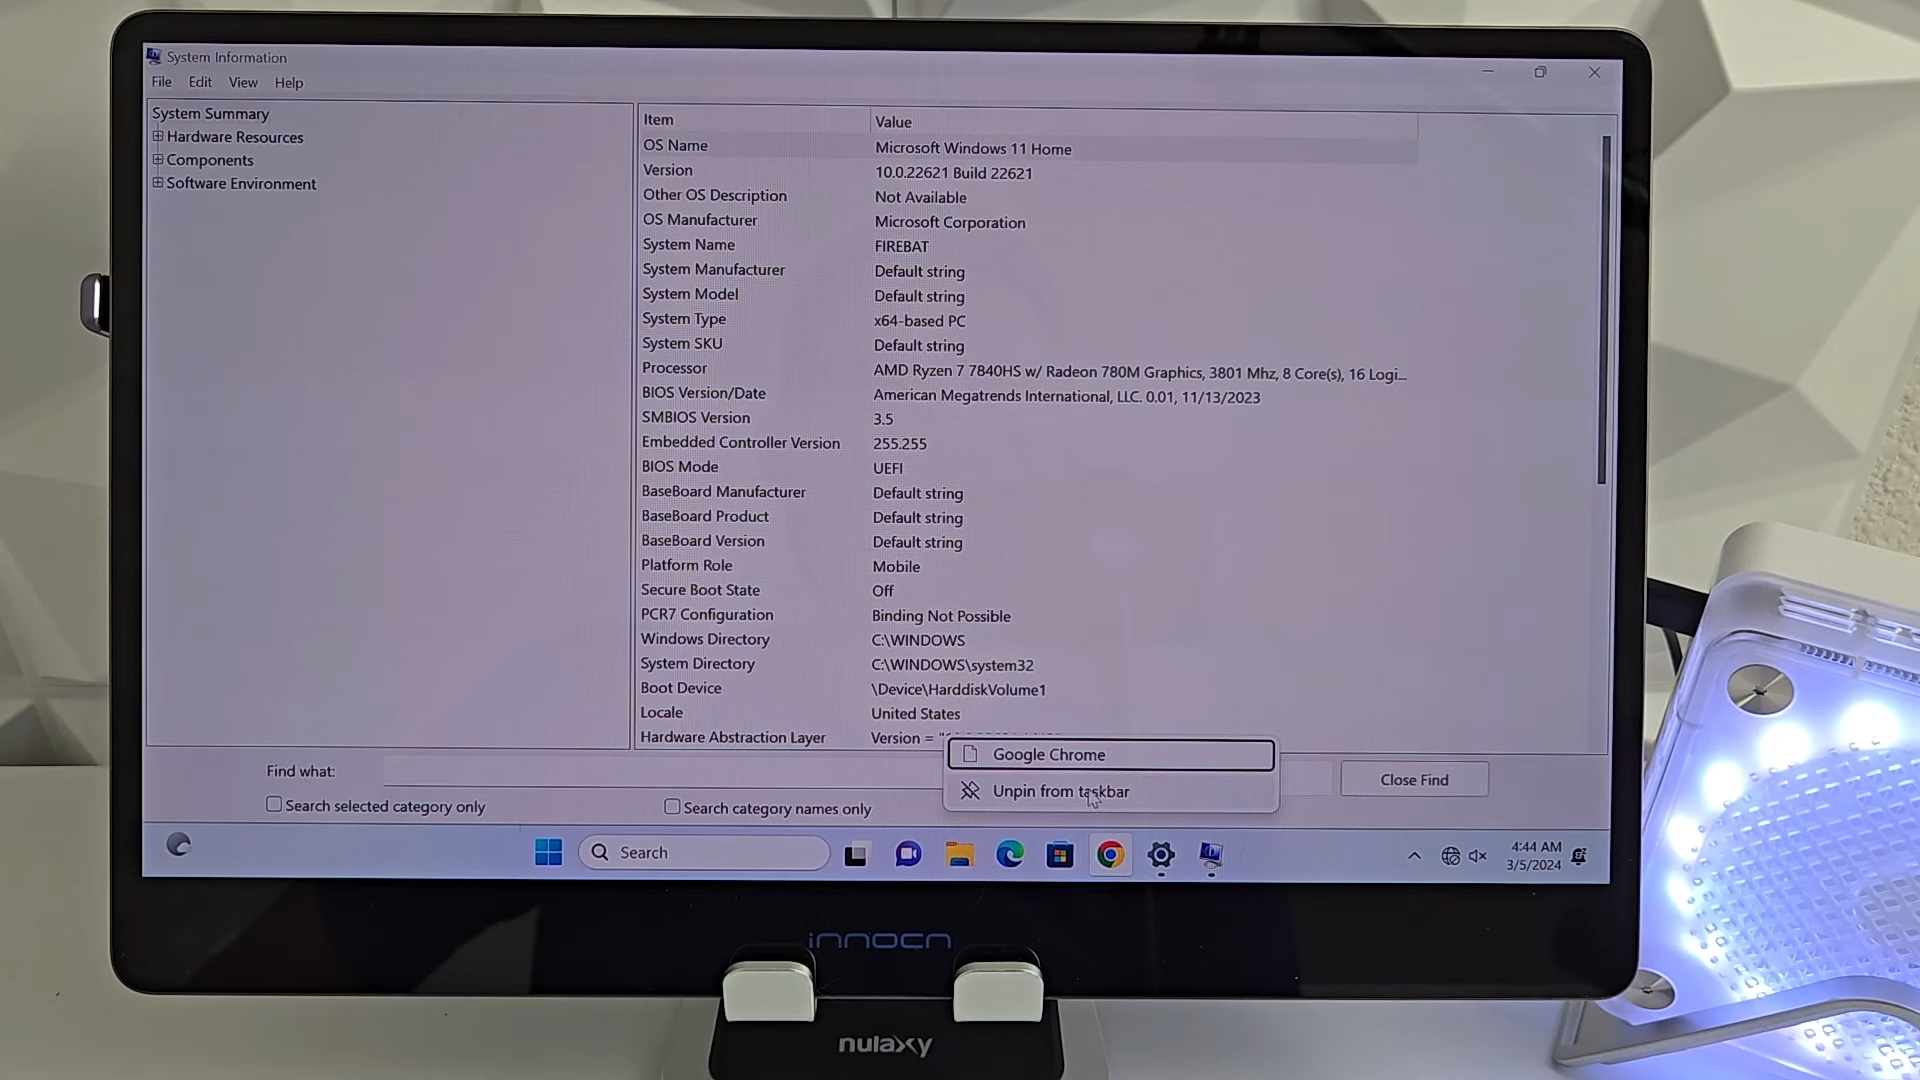 System Information
File Edit View Help
System Summary
Hardware Resources
Components
Software Environment
Item Value
OS Name Microsoft Windows 11 Home
Version 10.0.22621 Build 22621
Other OS Description Not Available
OS Manufacturer Microsoft Corporation
System Name FIREBAT
System Manufacturer Default string
System Model Default string
System Type x64-based PC
System SKU Default string
Processor AMD Ryzen 7 7840HS w/ Radeon 780M Graphics, 3801 Mhz, 8 Core(s), 16 Logi...
BIOS Version/Date American Megatrends International, LLC. 0.01, 11/13/2023
SMBIOS Version 3.5
Embedded Controller Version 255.255
BIOS Mode UEFI
BaseBoard Manufacturer Default string
BaseBoard Product Default string
BaseBoard Version Default string
Platform Role Mobile
Secure Boot State Off
PCR7 Configuration Binding Not Possible
Windows Directory C:\WINDOWS
System Directory C:\WINDOWS\system32
Boot Device \Device\HarddiskVolume1
Locale United States
Hardware Abstraction Layer Version =
Google Chrome
Unpin from taskbar
Find what:
Close Find
Search selected category only
Search category names only
Search
4:44 AM
3/5/2024
innocn
nulaxy